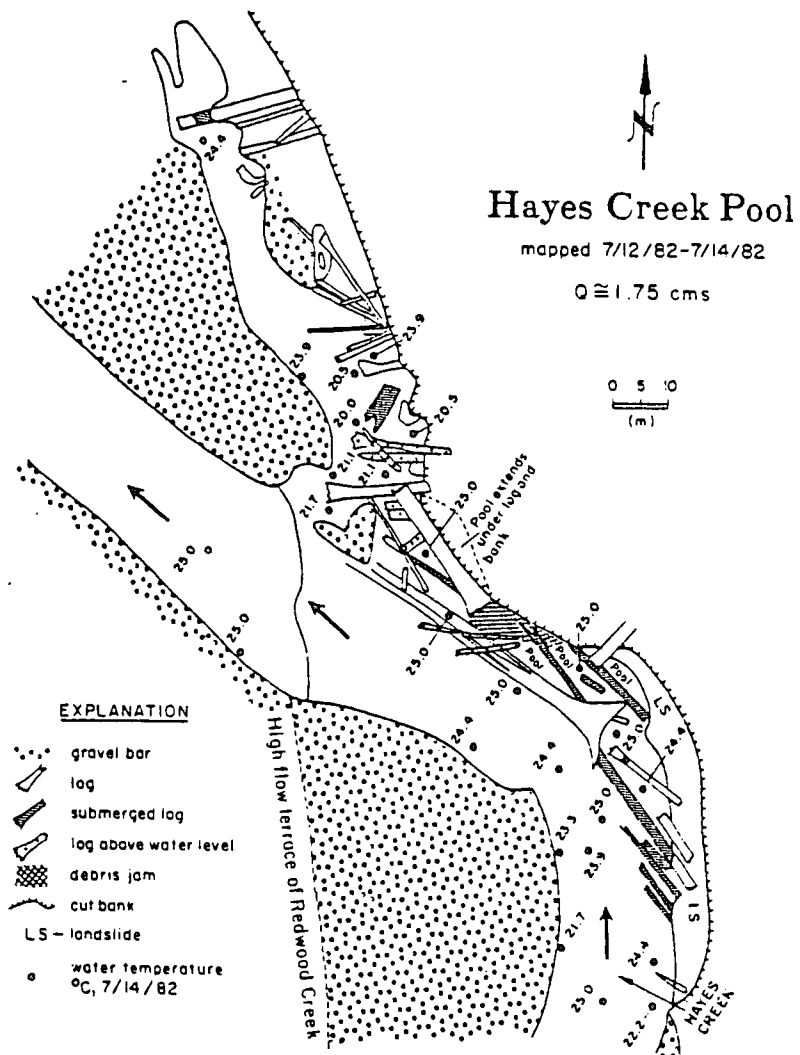 Hayes Creek Pool
mapped 7/12/82-7/14/82
Q≅1.75 cms
N
0 5 10
(m)
24.4
23.9
23.9
20.5
20.0
20.5
21.1
21.1
21.7
25.0
Pool extends
under log and
bank
25.0
25.0
25.0
25.0
Pool
Pool
Pool
LS
25.0
24.4
24.4
25.0
24.4
25.0
23.3
23.9
21.7
LS
24.4
25.0
22.2
HAYES
CREEK
High flow terrace of Redwood Creek
EXPLANATION
gravel bar
log
submerged log
log above water level
debris jam
cut bank
LS - landslide
water temperature
°C, 7/14/82